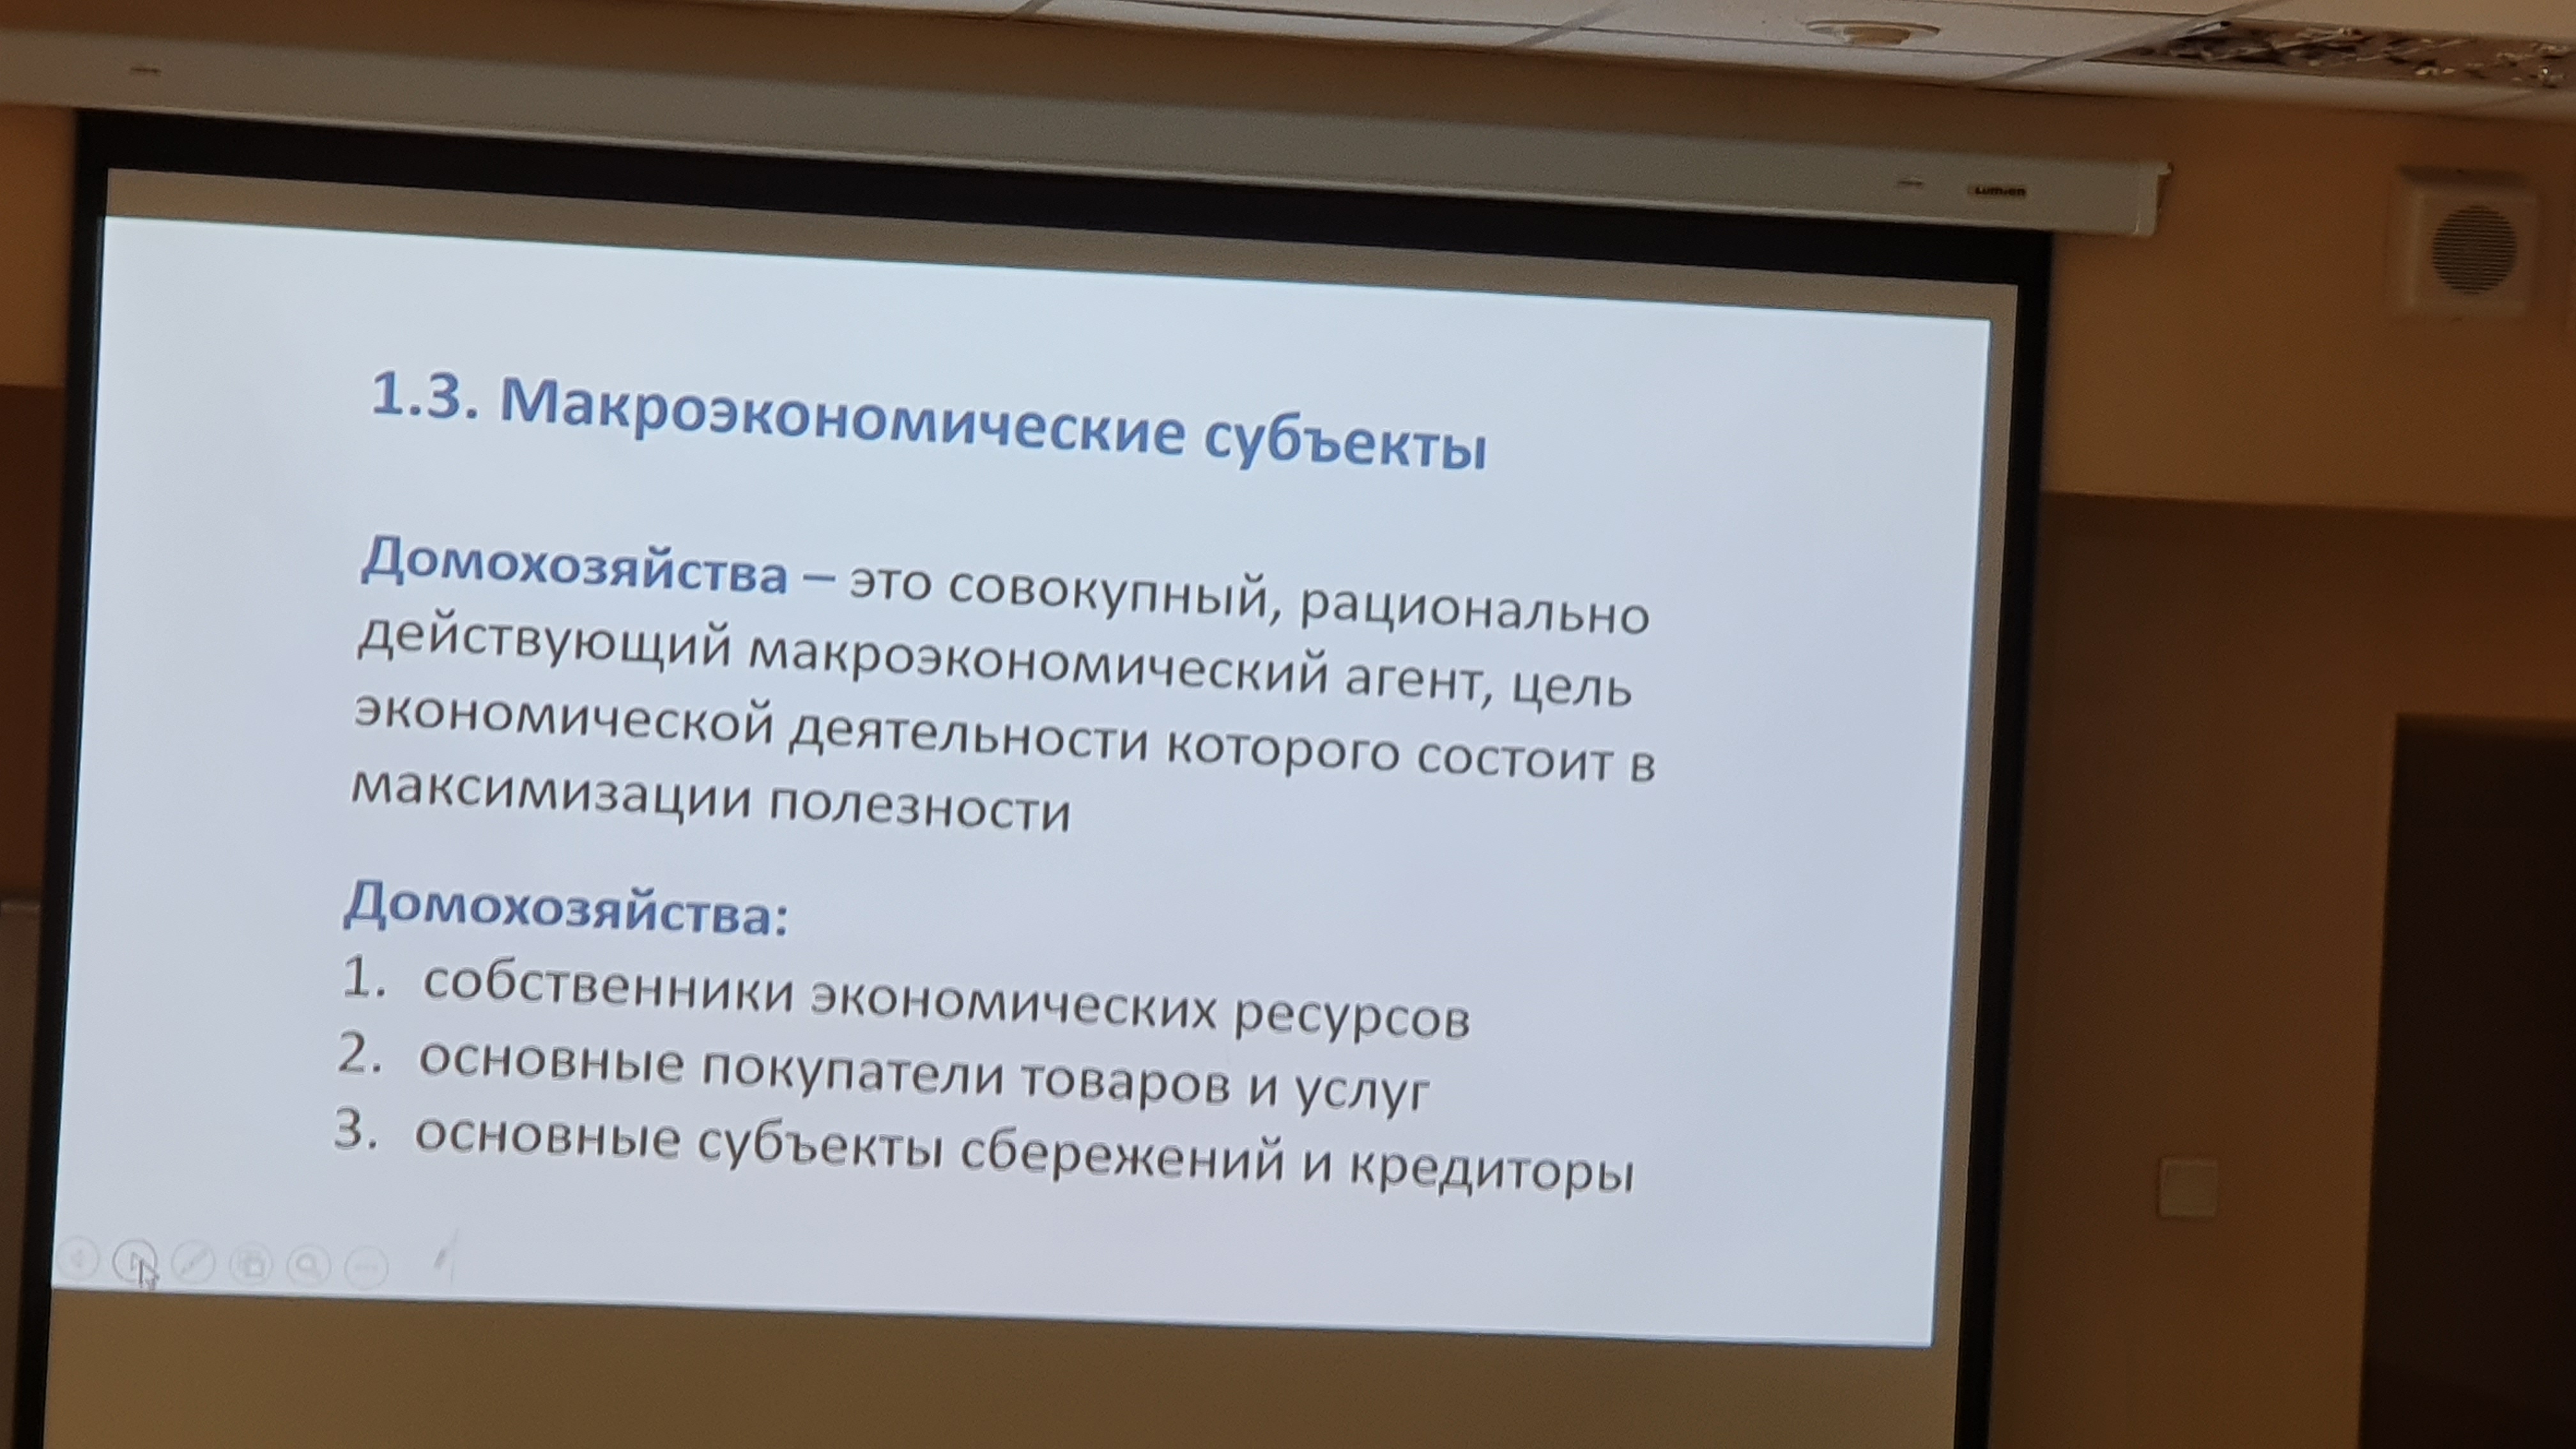 Lumien
1.3. Макроэкономические субъекты
Домохозяйства – это совокупный, рационально
действующий макроэкономический агент, цель
экономической деятельности которого состоит в
максимизации полезности
Домохозяйства:
1. собственники экономических ресурсов
2. основные покупатели товаров и услуг
3. основные субъекты сбережений и кредиторы